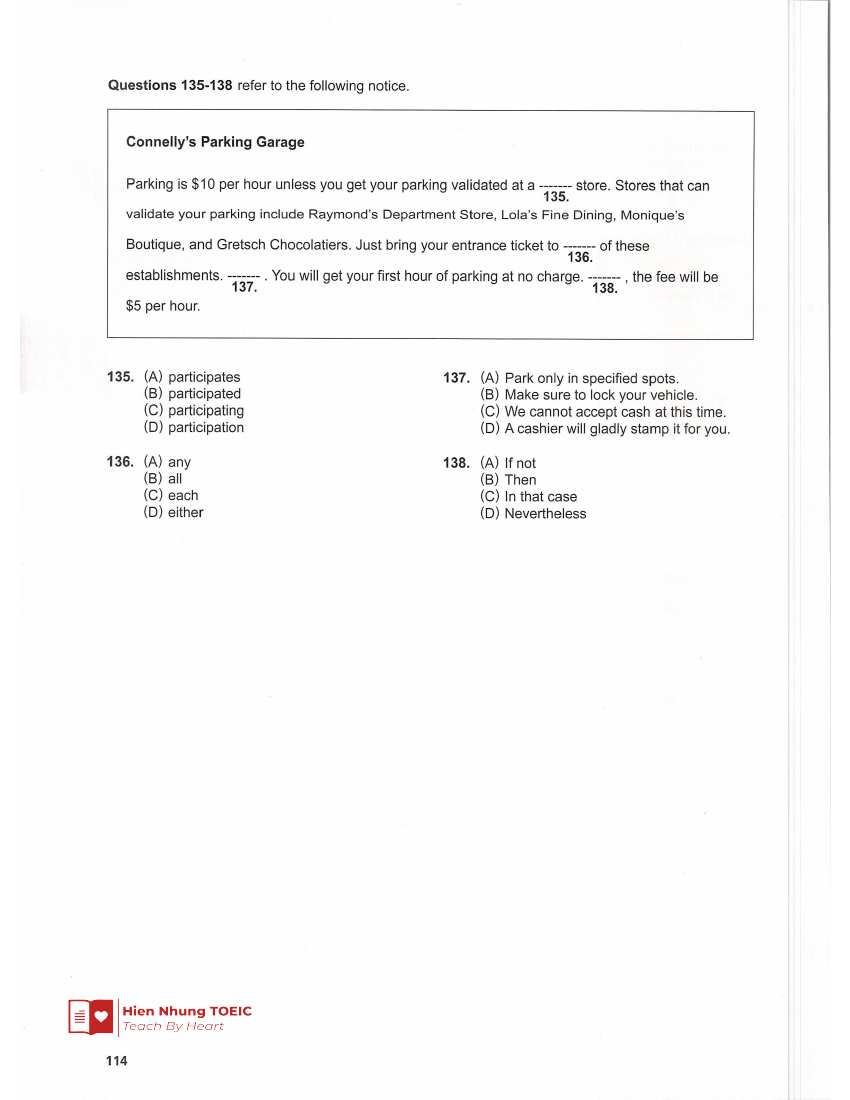 Questions 135-138 refer to the following notice.
Connelly's Parking Garage
Parking is $10 per hour unless you get your parking validated at a ------- store. Stores that can
135.
validate your parking include Raymond's Department Store, Lola's Fine Dining, Monique's
Boutique, and Gretsch Chocolatiers. Just bring your entrance ticket to ------- of these
136.
establishments. ------- . You will get your first hour of parking at no charge. ------- , the fee will be
137. 138.
$5 per hour.
135. (A) participates
(B) participated
(C) participating
(D) participation
136. (A) any
(B) all
(C) each
(D) either
137. (A) Park only in specified spots.
(B) Make sure to lock your vehicle.
(C) We cannot accept cash at this time.
(D) A cashier will gladly stamp it for you.
138. (A) If not
(B) Then
(C) In that case
(D) Nevertheless
Hien Nhung TOEIC
Teach By Heart
114